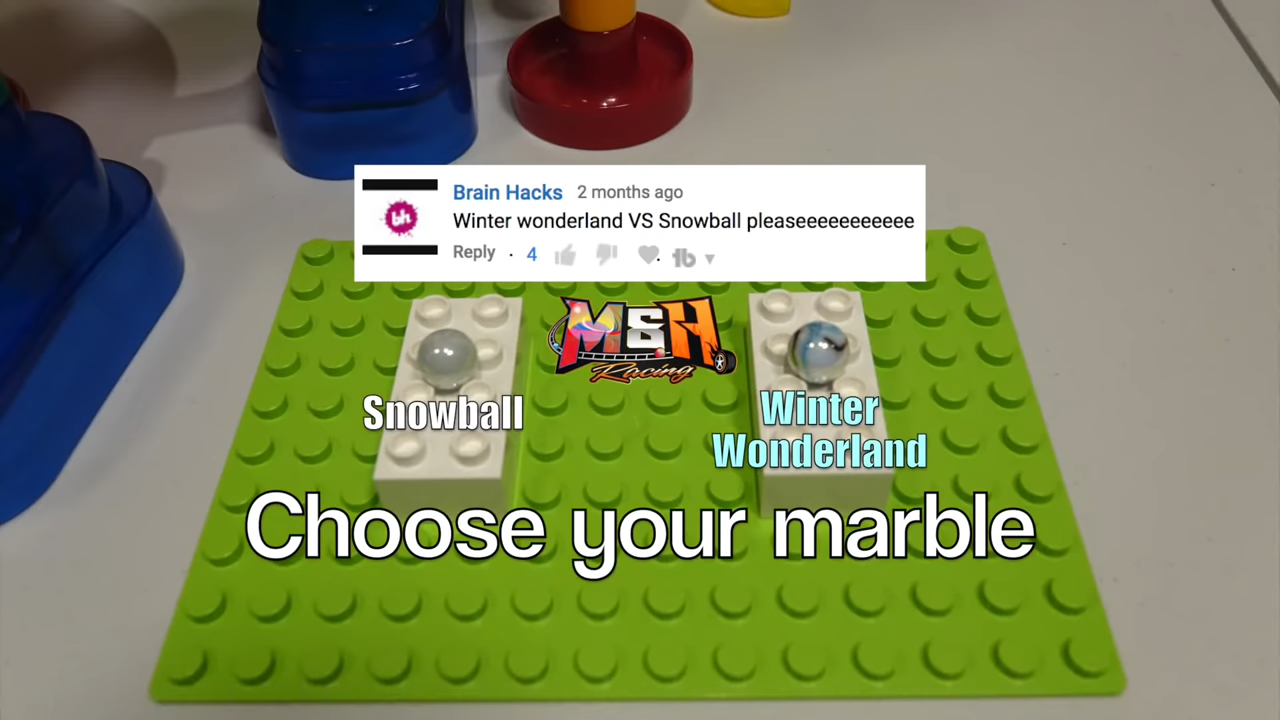 Brain Hacks 2 months ago
Winter wonderland VS Snowball pleaseeeeeeeeeee
Reply · 4
bh
M&H
Racing
Snowball
Winter
Wonderland
Choose your marble